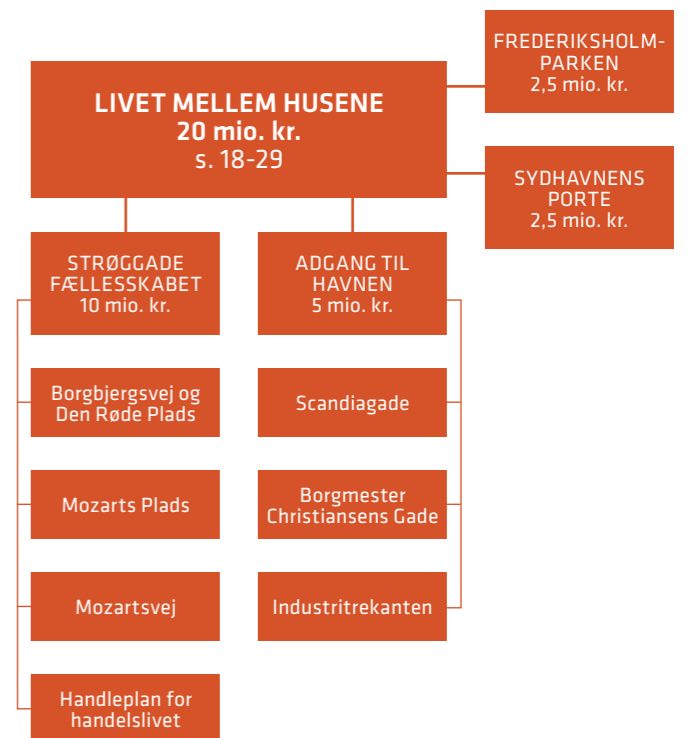 LIVET MELLEM HUSENE
20 mio. kr.
s. 18-29
FREDERIKSHOLM-
PARKEN
2,5 mio. kr.
SYDHAVNENS
PORTE
2,5 mio. kr.
STRØGGADE
FÆLLESSKABET
10 mio. kr.
Borgbjergsvej og
Den Røde Plads
Mozarts Plads
Mozartsvej
Handleplan for
handelslivet
ADGANG TIL
HAVNEN
5 mio. kr.
Scandiagade
Borgmester
Christiansens Gade
Industritrekanten